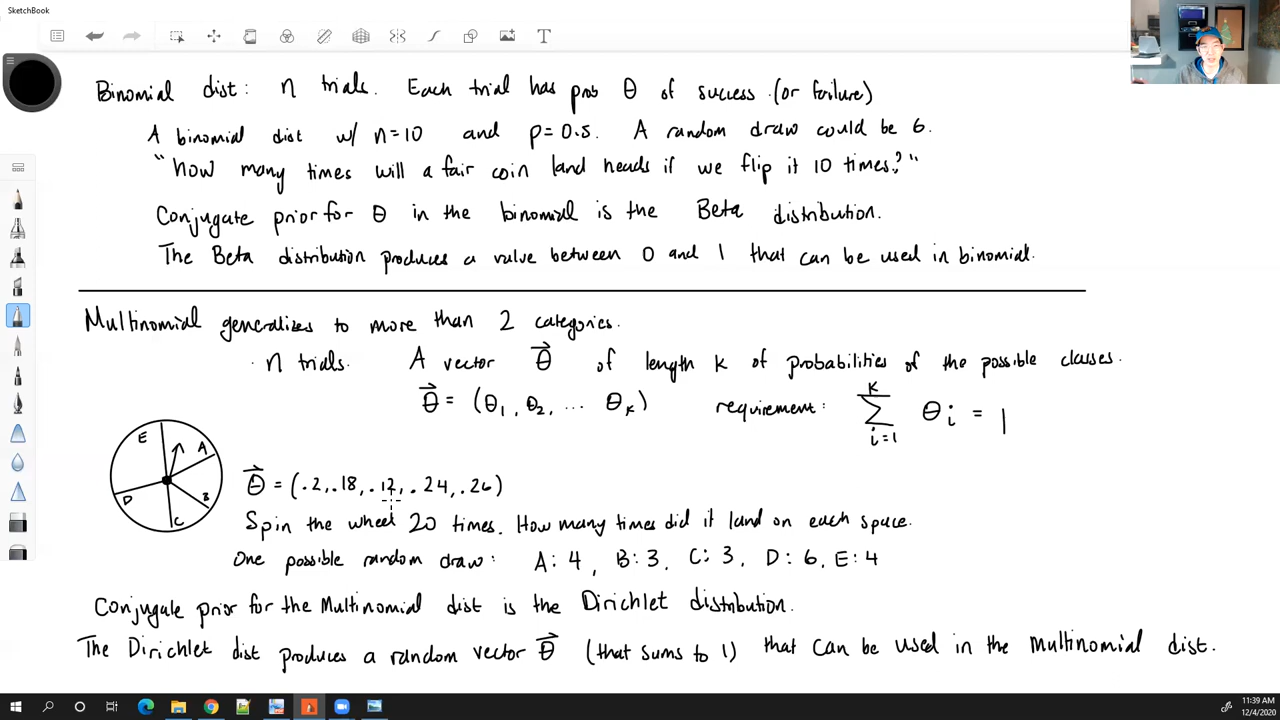 SketchBook
Binomial dist: n trials. Each trial has prob θ of success (or failure)
A binomial dist w/ n=10 and p=0.5. A random draw could be 6.
"how many times will a fair coin land heads if we flip it 10 times?"
Conjugate prior for θ in the binomial is the Beta distribution.
The Beta distribution produces a value between 0 and 1 that can be used in binomial.
Multinomial generalizes to more than 2 categories.
· n trials. A vector θ⃗ of length K of probabilities of the possible classes.
θ⃗ = (θ₁, θ₂, ... θₖ) requirement: ∑ᵢ₌₁ᴷ θᵢ = 1
E A D B C
θ⃗ = (.2, .18, .12, .24, .26)
Spin the wheel 20 times. How many times did it land on each space.
One possible random draw: A: 4, B: 3, C: 3, D: 6, E: 4
Conjugate prior for the Multinomial dist is the Dirichlet distribution.
The Dirichlet dist produces a random vector θ⃗ (that sums to 1) that can be used in the multinomial dist.
11:39 AM
12/4/2020